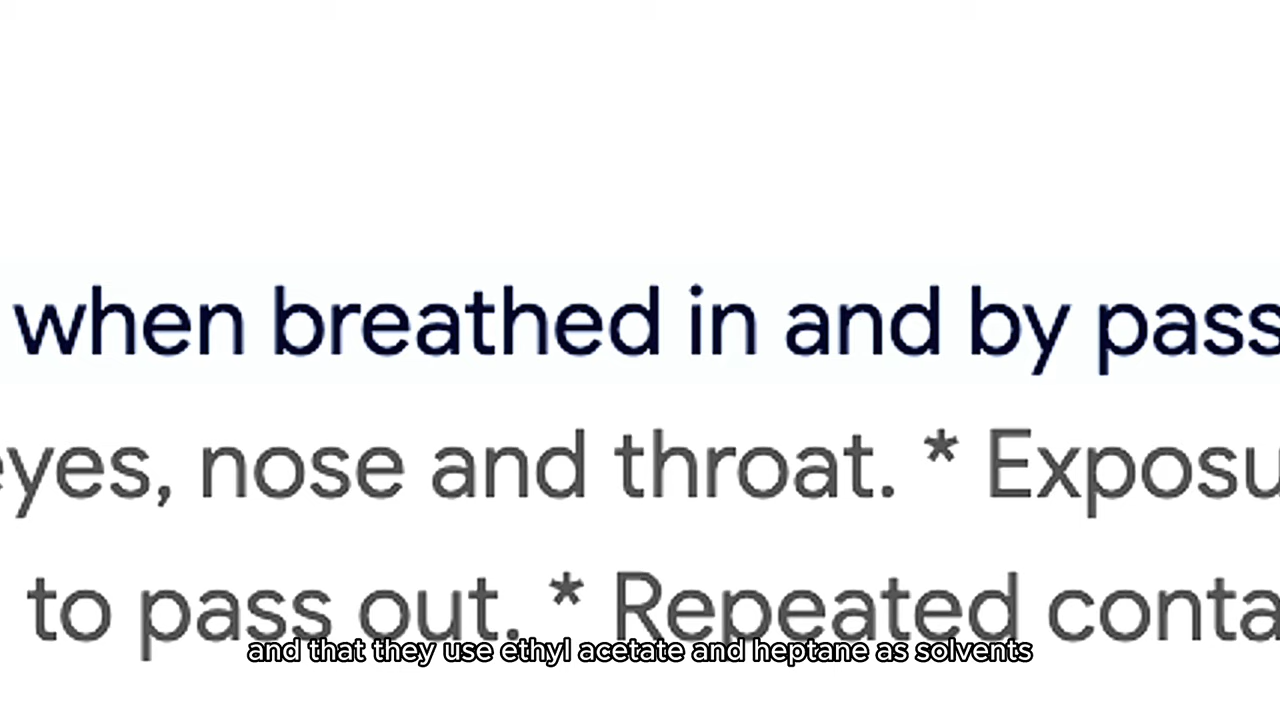 when breathed in and by pass
eyes, nose and throat. * Exposu
to pass out. * Repeated conta
and that they use ethyl acetate and heptane as solvents